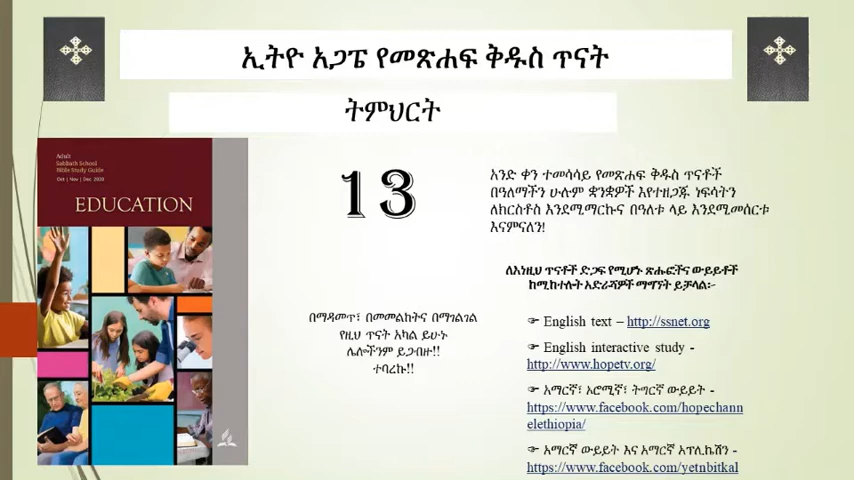 ኢትዮ አጋፔ የመጽሐፍ ቅዱስ ጥናት
ትምህርት
Adult
Sabbath School
Bible Study Guide
Oct | Nov | Dec 2020
EDUCATION
13
በማዳመጥ፣ በመመልከትና በማገልገል
የዚህ ጥናት አካል ይሁኑ
ሌሎችንም ይጋብዙ!!
ተባረኩ!!
አንድ ቀን ተመሳሳይ የመጽሐፍ ቅዱስ ጥናቶች
በዓለማችን ሁሉም ቋንቋዎች እየተዘጋጁ ነፍሳትን
ለክርስቶስ እንደሚማርኩና በዓለቱ ላይ እንደሚመሰርቱ
እናምናለን!
ለእነዚህ ጥናቶች ድጋፍ የሚሆኑ ጽሑፎችና ውይይቶች
ከሚከተሉት አድራሻዎች ማግኘት ይቻላል፡-
☞ English text – http://ssnet.org
☞ English interactive study -
http://www.hopetv.org/
☞ አማርኛ፣ ኦሮሚኛ፣ ትግርኛ ውይይት -
https://www.facebook.com/hopechann
elethiopia/
☞ አማርኛ ውይይት እና አማርኛ አፕሊኬሽን -
https://www.facebook.com/yetnbitkal